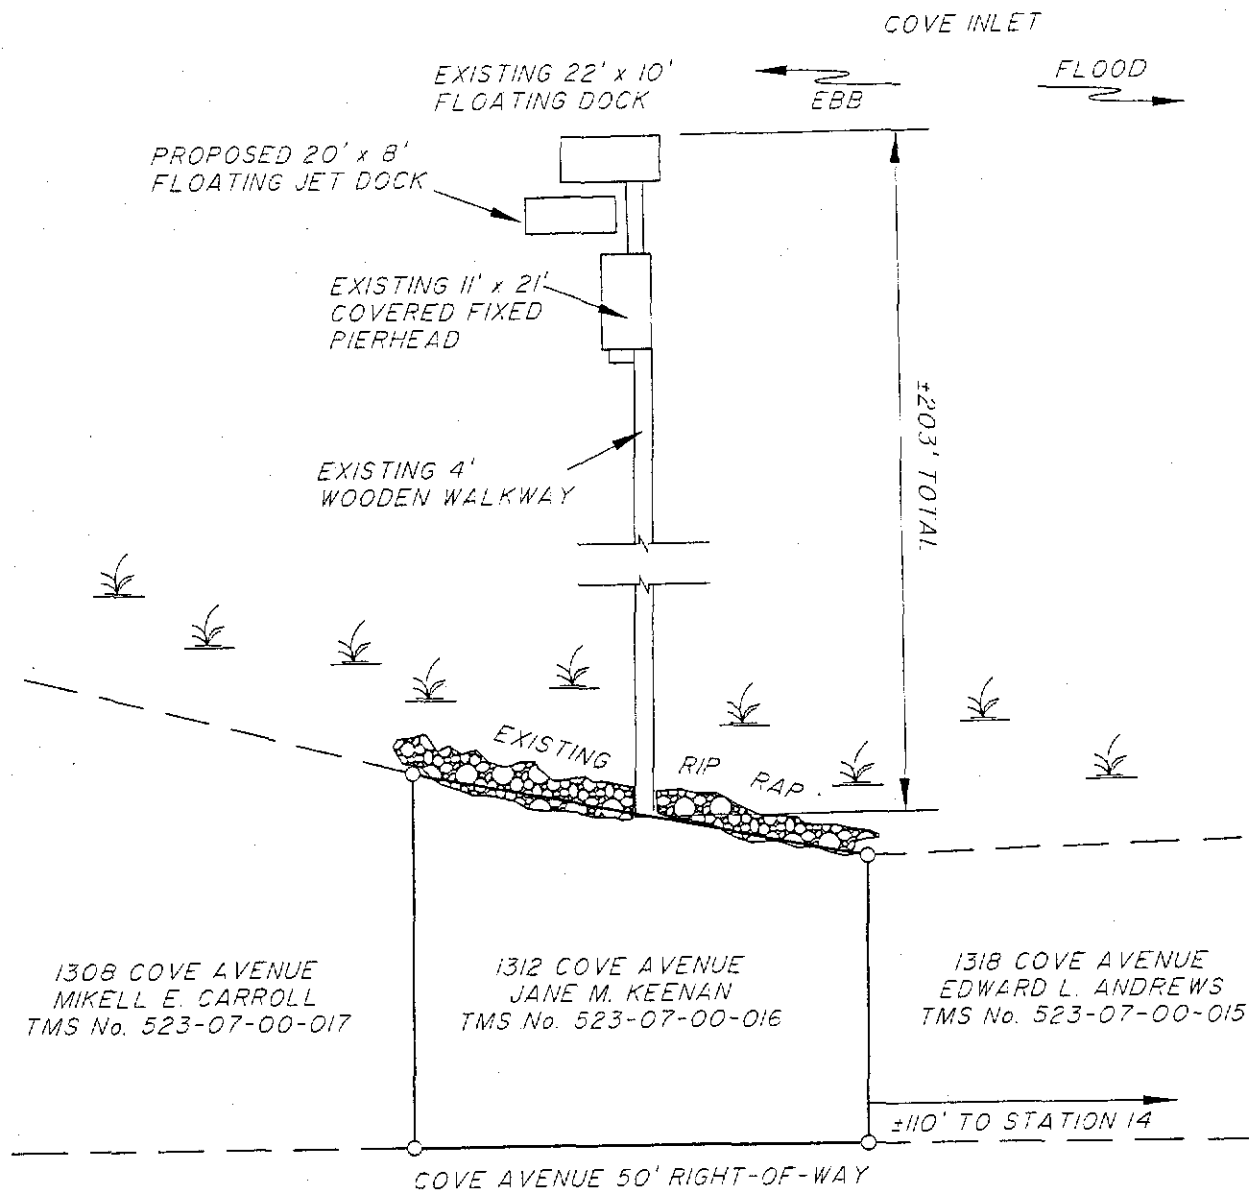 COVE INLET
EXISTING 22' x 10'
FLOATING DOCK
EBB
FLOOD
PROPOSED 20' x 8'
FLOATING JET DOCK
EXISTING 11' x 21'
COVERED FIXED
PIERHEAD
±203' TOTAL
EXISTING 4'
WOODEN WALKWAY
EXISTING RIP RAP
1308 COVE AVENUE
MIKELL E. CARROLL
TMS No. 523-07-00-017
1312 COVE AVENUE
JANE M. KEENAN
TMS No. 523-07-00-016
1318 COVE AVENUE
EDWARD L. ANDREWS
TMS No. 523-07-00-015
±110' TO STATION 14
COVE AVENUE 50' RIGHT-OF-WAY